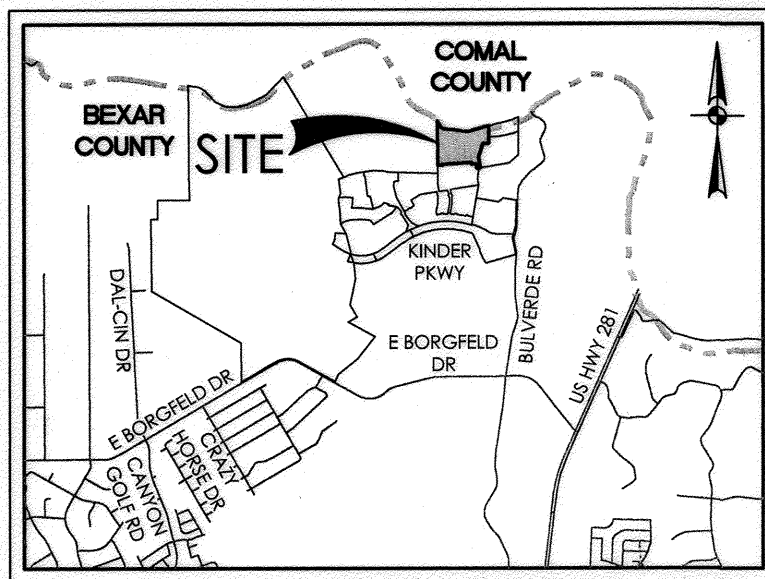 COMAL
COUNTY
BEXAR
COUNTY
SITE
KINDER
PKWY
DAL-CIN DR
BULVERDE RD
E BORGFELD
DR
US HWY 281
E BORGFELD DR
CRAZY
HORSE DR
CANYON
GOLF RD